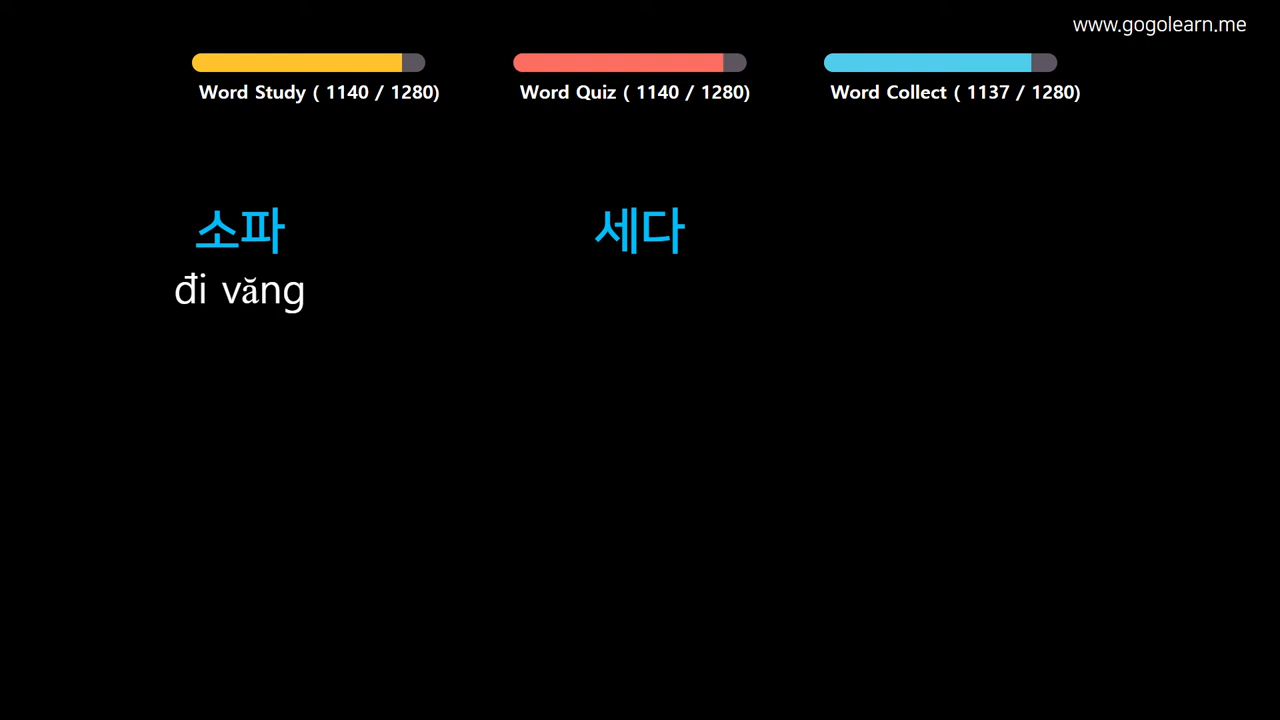 www.gogolearn.me
Word Study ( 1140 / 1280)
Word Quiz ( 1140 / 1280)
Word Collect ( 1137 / 1280)
소파
세다
đi văng